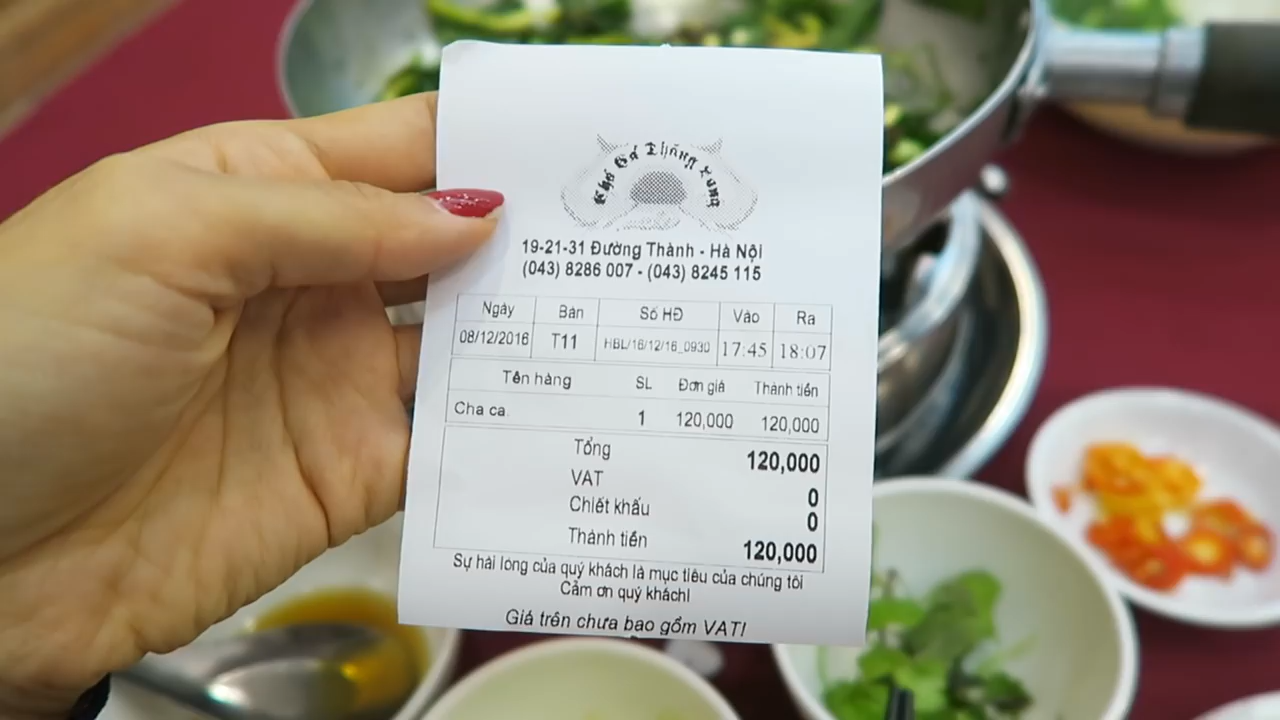 Chả Cá Thăng Long
19-21-31 Đường Thành - Hà Nội
(043) 8286 007 - (043) 8245 115
Ngày Bàn Số HĐ Vào Ra
08/12/2016 T11 HBL/16/12/16_0930 17:45 18:07
Tên hàng SL Đơn giá Thành tiền
Cha ca 1 120,000 120,000
Tổng 120,000
VAT 0
Chiết khấu 0
Thành tiền 120,000
Sự hài lòng của quý khách là mục tiêu của chúng tôi
Cảm ơn quý khách!
Giá trên chưa bao gồm VAT!